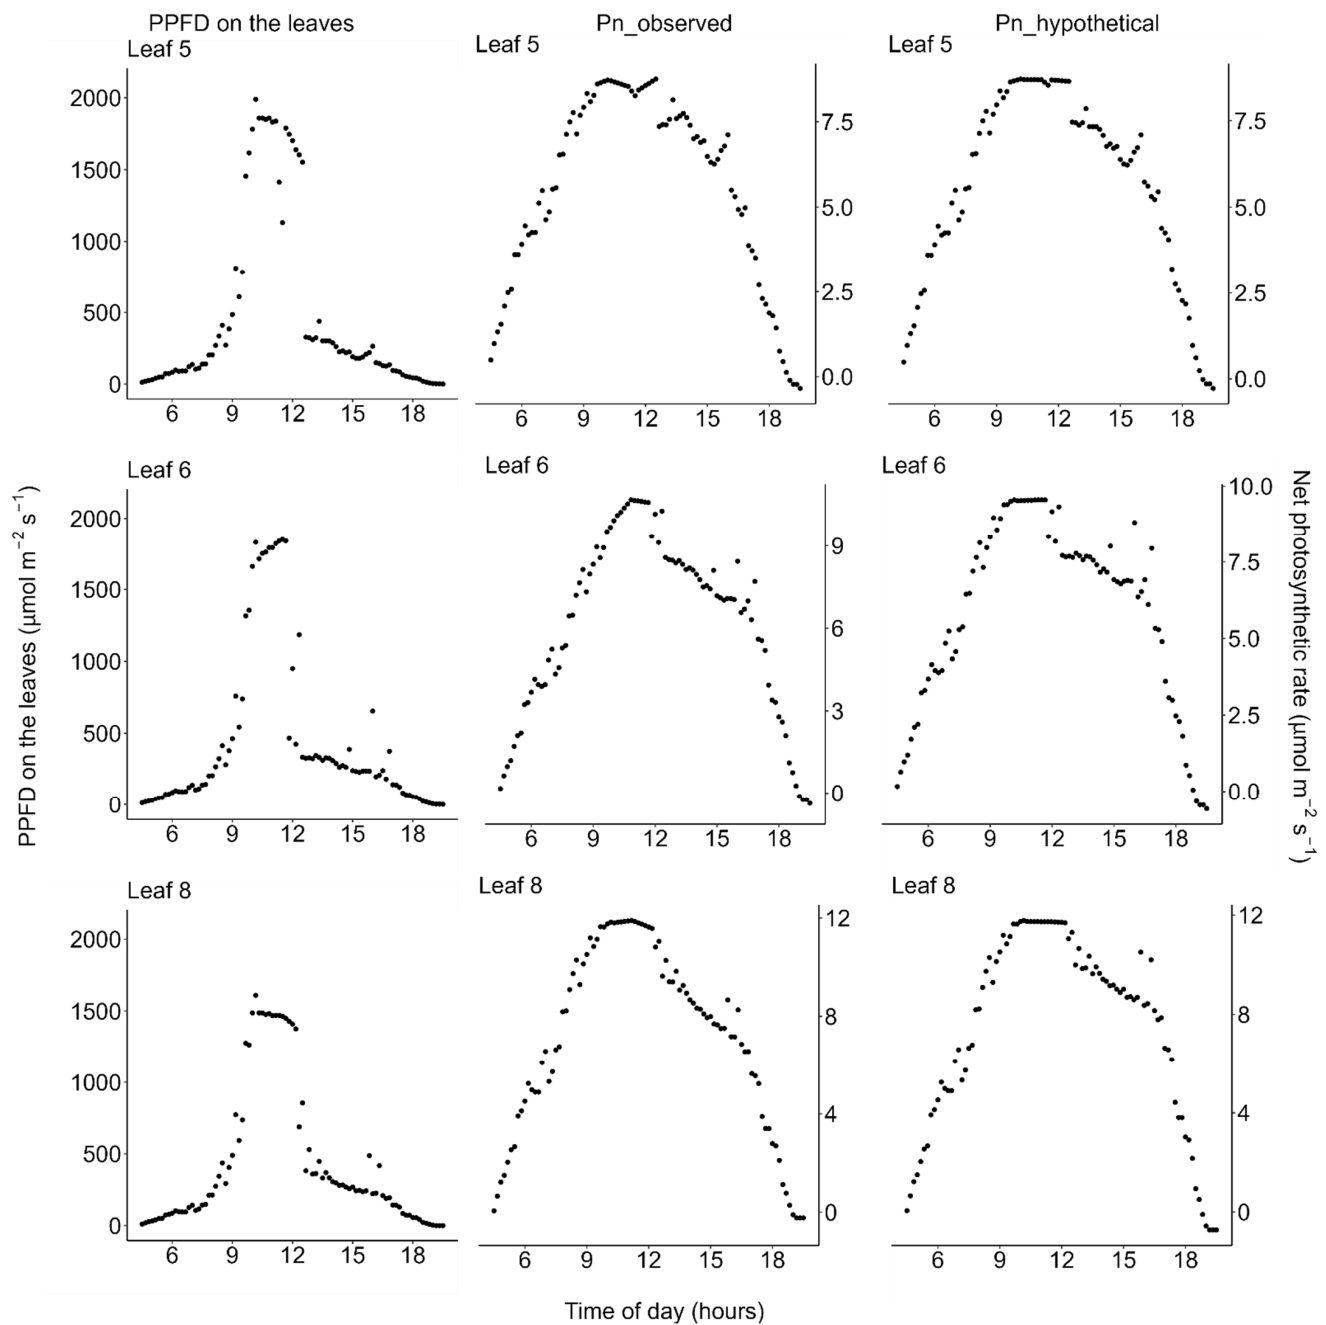 PPFD on the leaves Pn_observed Pn_hypothetical
Leaf 5 Leaf 5 Leaf 5
2000
1500
1000
500
0
6 9 12 15 18
7.5
5.0
2.5
0.0
6 9 12 15 18
7.5
5.0
2.5
0.0
6 9 12 15 18
Leaf 6 Leaf 6 Leaf 6
2000
1500
1000
500
0
6 9 12 15 18
9
6
3
0
6 9 12 15 18
10.0
7.5
5.0
2.5
0.0
6 9 12 15 18
PPFD on the leaves (µmol m⁻² s⁻¹)
Net photosynthetic rate (µmol m⁻² s⁻¹)
Leaf 8 Leaf 8 Leaf 8
2000
1500
1000
500
0
6 9 12 15 18
12
8
4
0
6 9 12 15 18
12
8
4
0
6 9 12 15 18
Time of day (hours)